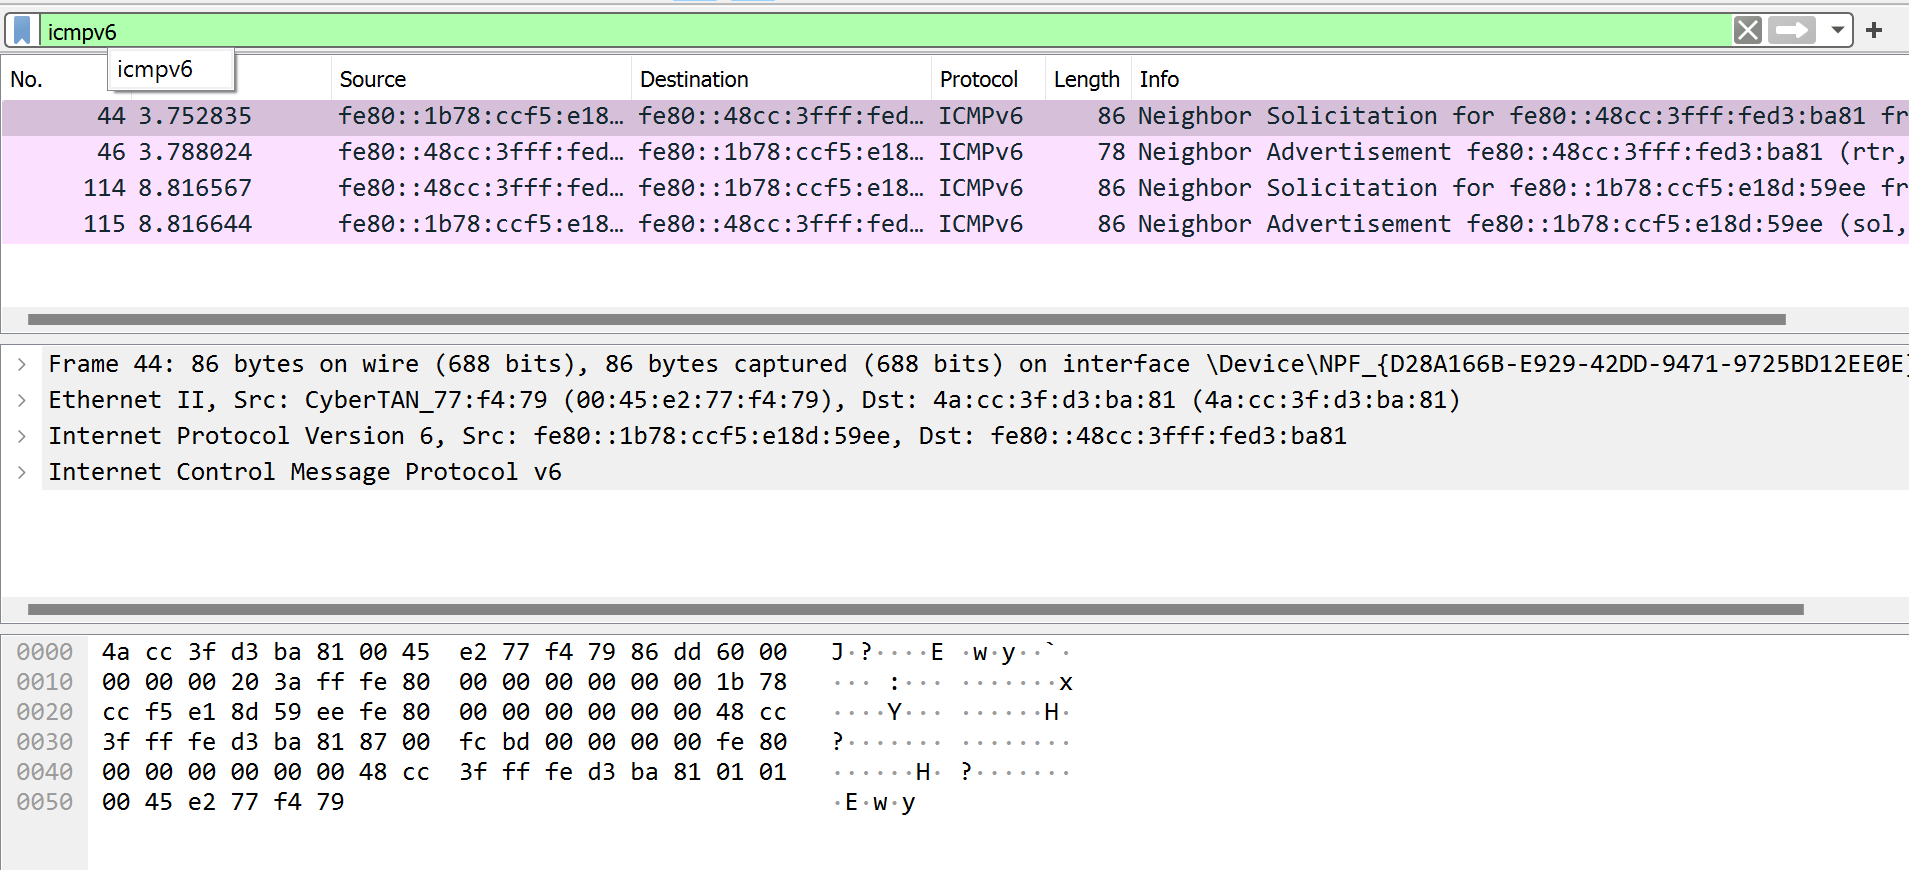 icmpv6
icmpv6
No. Source Destination Protocol Length Info
44 3.752835 fe80::1b78:ccf5:e18… fe80::48cc:3fff:fed… ICMPv6 86 Neighbor Solicitation for fe80::48cc:3fff:fed3:ba81 fr
46 3.788024 fe80::48cc:3fff:fed… fe80::1b78:ccf5:e18… ICMPv6 78 Neighbor Advertisement fe80::48cc:3fff:fed3:ba81 (rtr,
114 8.816567 fe80::48cc:3fff:fed… fe80::1b78:ccf5:e18… ICMPv6 86 Neighbor Solicitation for fe80::1b78:ccf5:e18d:59ee fr
115 8.816644 fe80::1b78:ccf5:e18… fe80::48cc:3fff:fed… ICMPv6 86 Neighbor Advertisement fe80::1b78:ccf5:e18d:59ee (sol,
Frame 44: 86 bytes on wire (688 bits), 86 bytes captured (688 bits) on interface \Device\NPF_{D28A166B-E929-42DD-9471-9725BD12EE0E}
Ethernet II, Src: CyberTAN_77:f4:79 (00:45:e2:77:f4:79), Dst: 4a:cc:3f:d3:ba:81 (4a:cc:3f:d3:ba:81)
Internet Protocol Version 6, Src: fe80::1b78:ccf5:e18d:59ee, Dst: fe80::48cc:3fff:fed3:ba81
Internet Control Message Protocol v6
0000 4a cc 3f d3 ba 81 00 45 e2 77 f4 79 86 dd 60 00 J·?····E ·w·y··`·
0010 00 00 00 20 3a ff fe 80 00 00 00 00 00 00 1b 78 ··· :··· ·······x
0020 cc f5 e1 8d 59 ee fe 80 00 00 00 00 00 00 48 cc ····Y··· ······H·
0030 3f ff fe d3 ba 81 87 00 fc bd 00 00 00 00 fe 80 ?······· ········
0040 00 00 00 00 00 00 48 cc 3f ff fe d3 ba 81 01 01 ······H· ?·······
0050 00 45 e2 77 f4 79 ·E·w·y